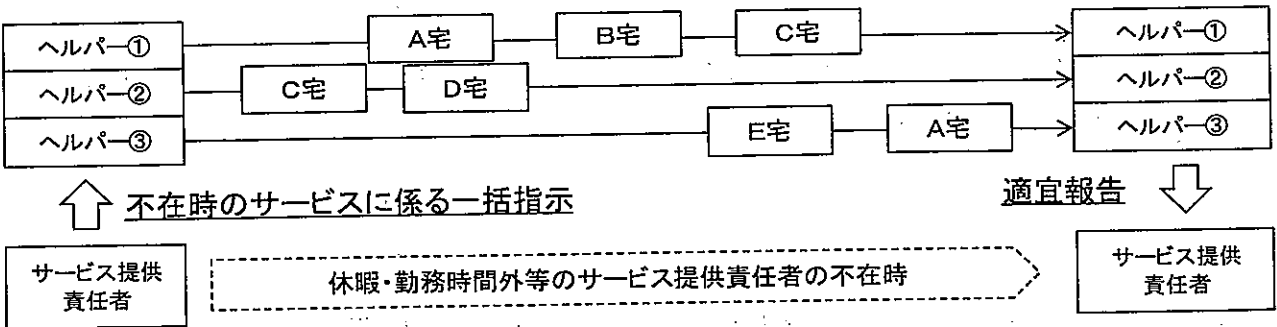 ヘルパー① A宅 B宅 C宅 ヘルパー①
ヘルパー② C宅 D宅 ヘルパー②
ヘルパー③ E宅 A宅 ヘルパー③
不在時のサービスに係る一括指示
適宜報告
サービス提供
責任者
休暇・勤務時間外等のサービス提供責任者の不在時
サービス提供
責任者